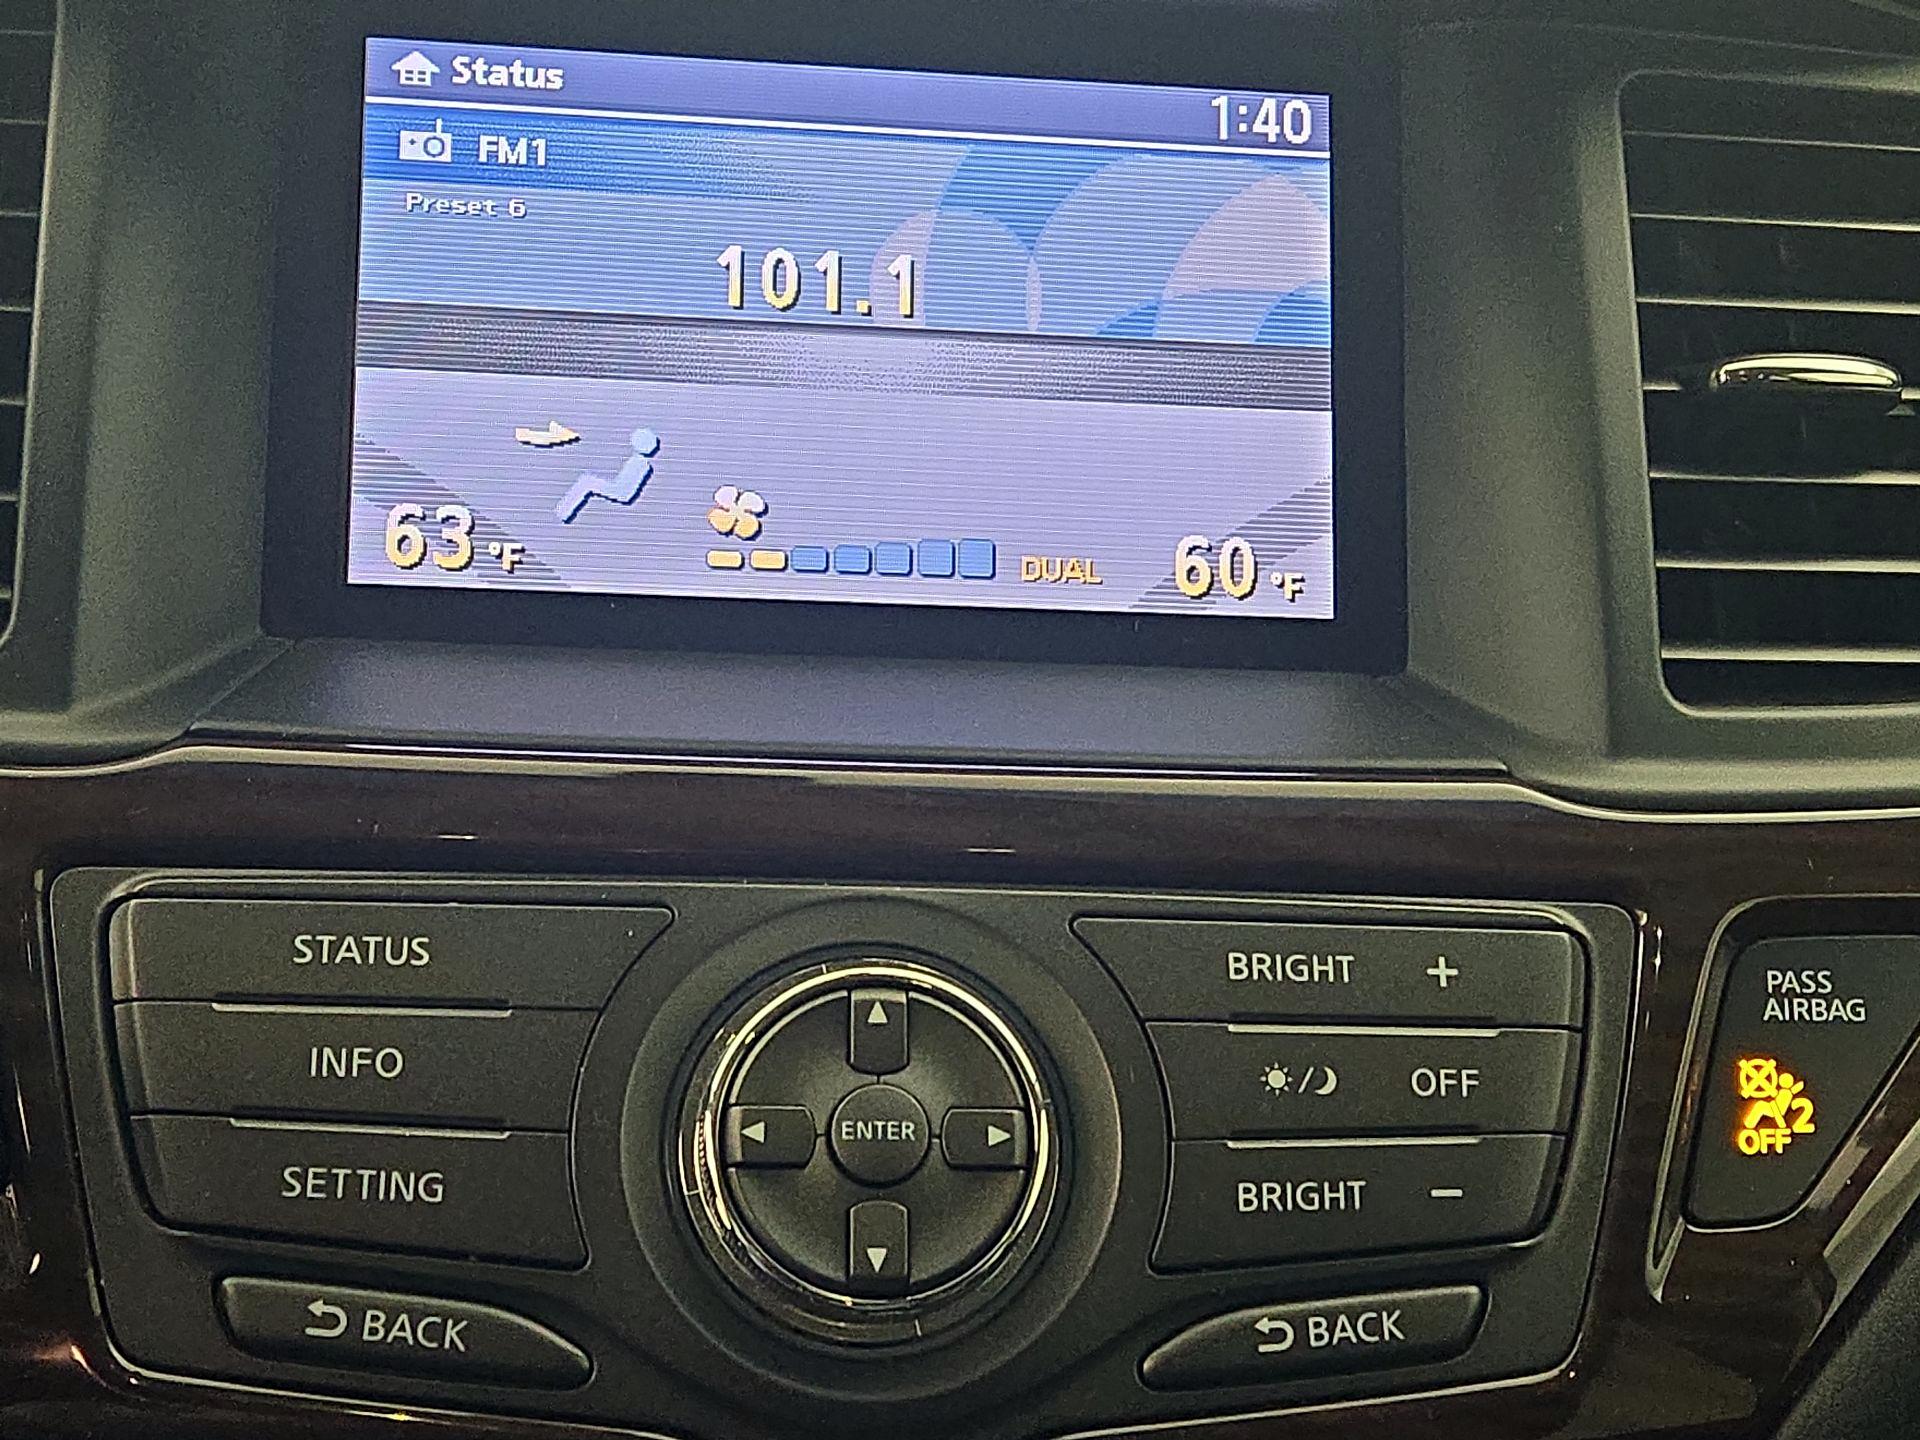 Status
1:40
FM1
Preset 6
101.1
63 °F
DUAL
60 °F
STATUS
INFO
SETTING
BACK
ENTER
BRIGHT +
OFF
BRIGHT −
BACK
PASS
AIRBAG
2
OFF